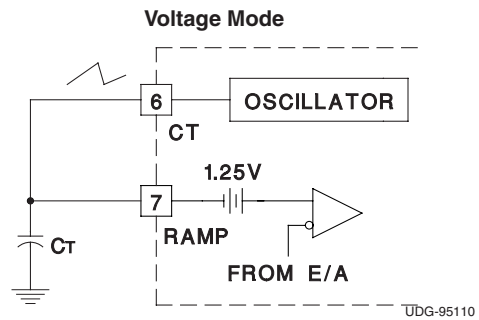 Voltage Mode
6
OSCILLATOR
CT
1.25V
7
RAMP
CT
FROM E/A
UDG-95110